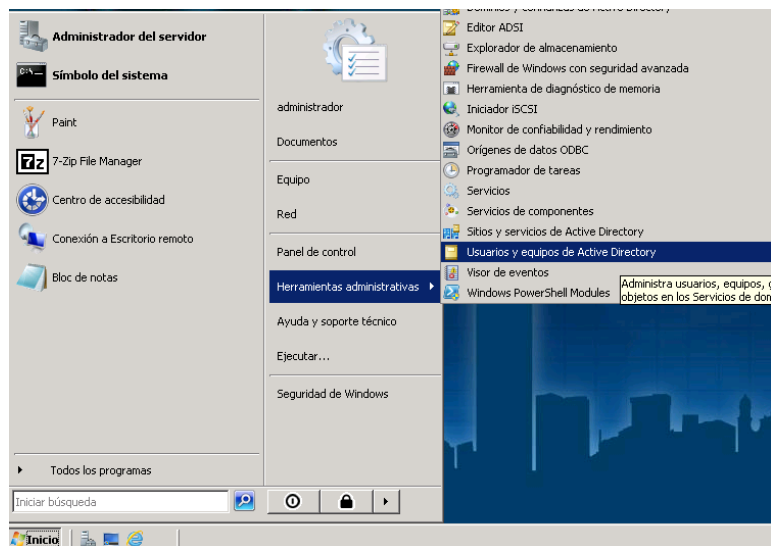 Administrador del servidor
Símbolo del sistema
Paint
7-Zip File Manager
Centro de accesibilidad
Conexión a Escritorio remoto
Bloc de notas
Todos los programas
Iniciar búsqueda
administrador
Documentos
Equipo
Red
Panel de control
Herramientas administrativas
Ayuda y soporte técnico
Ejecutar...
Seguridad de Windows
Dominios y confianzas de Active Directory
Editor ADSI
Explorador de almacenamiento
Firewall de Windows con seguridad avanzada
Herramienta de diagnóstico de memoria
Iniciador iSCSI
Monitor de confiabilidad y rendimiento
Orígenes de datos ODBC
Programador de tareas
Servicios
Servicios de componentes
Sitios y servicios de Active Directory
Usuarios y equipos de Active Directory
Visor de eventos
Windows PowerShell Modules
Administra usuarios, equipos,
objetos en los Servicios de
Inicio